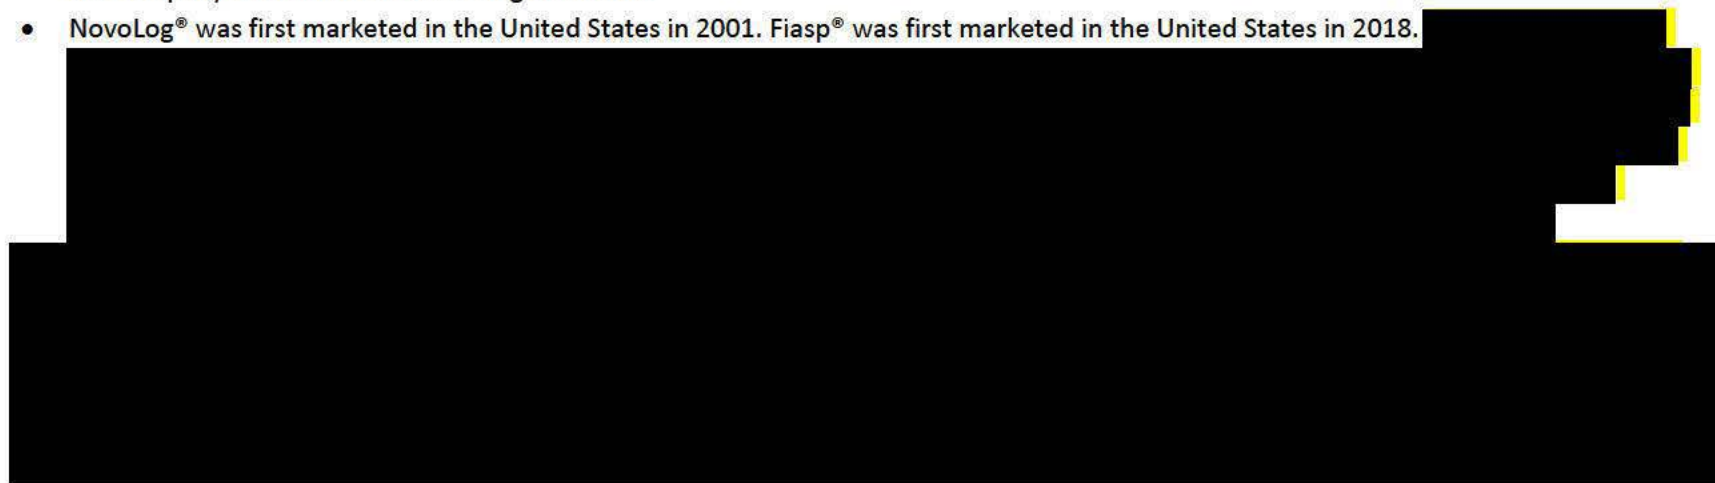 • NovoLog® was first marketed in the United States in 2001. Fiasp® was first marketed in the United States in 2018.